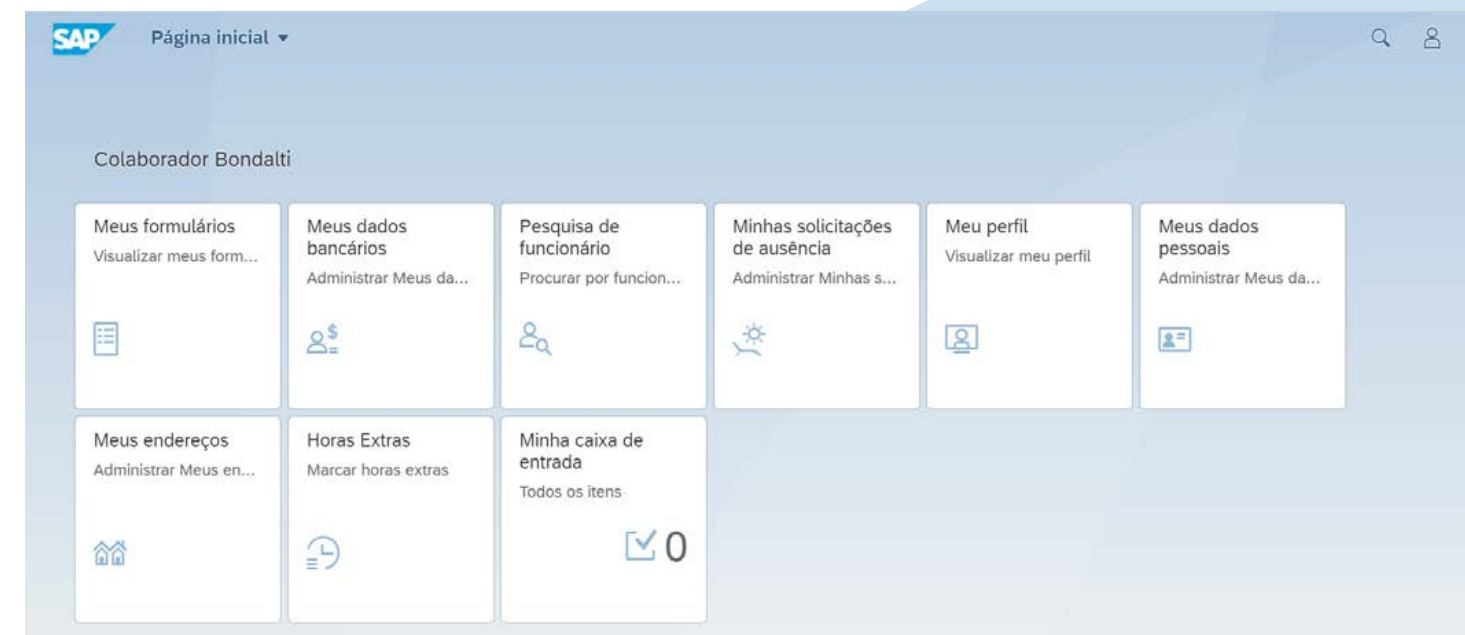 SAP Página inicial
Colaborador Bondalti
Meus formulários
Visualizar meus form...
Meus dados
bancários
Administrar Meus da...
Pesquisa de
funcionário
Procurar por funcion...
Minhas solicitações
de ausência
Administrar Minhas s...
Meu perfil
Visualizar meu perfil
Meus dados
pessoais
Administrar Meus da...
Meus endereços
Administrar Meus en...
Horas Extras
Marcar horas extras
Minha caixa de
entrada
Todos os itens
0